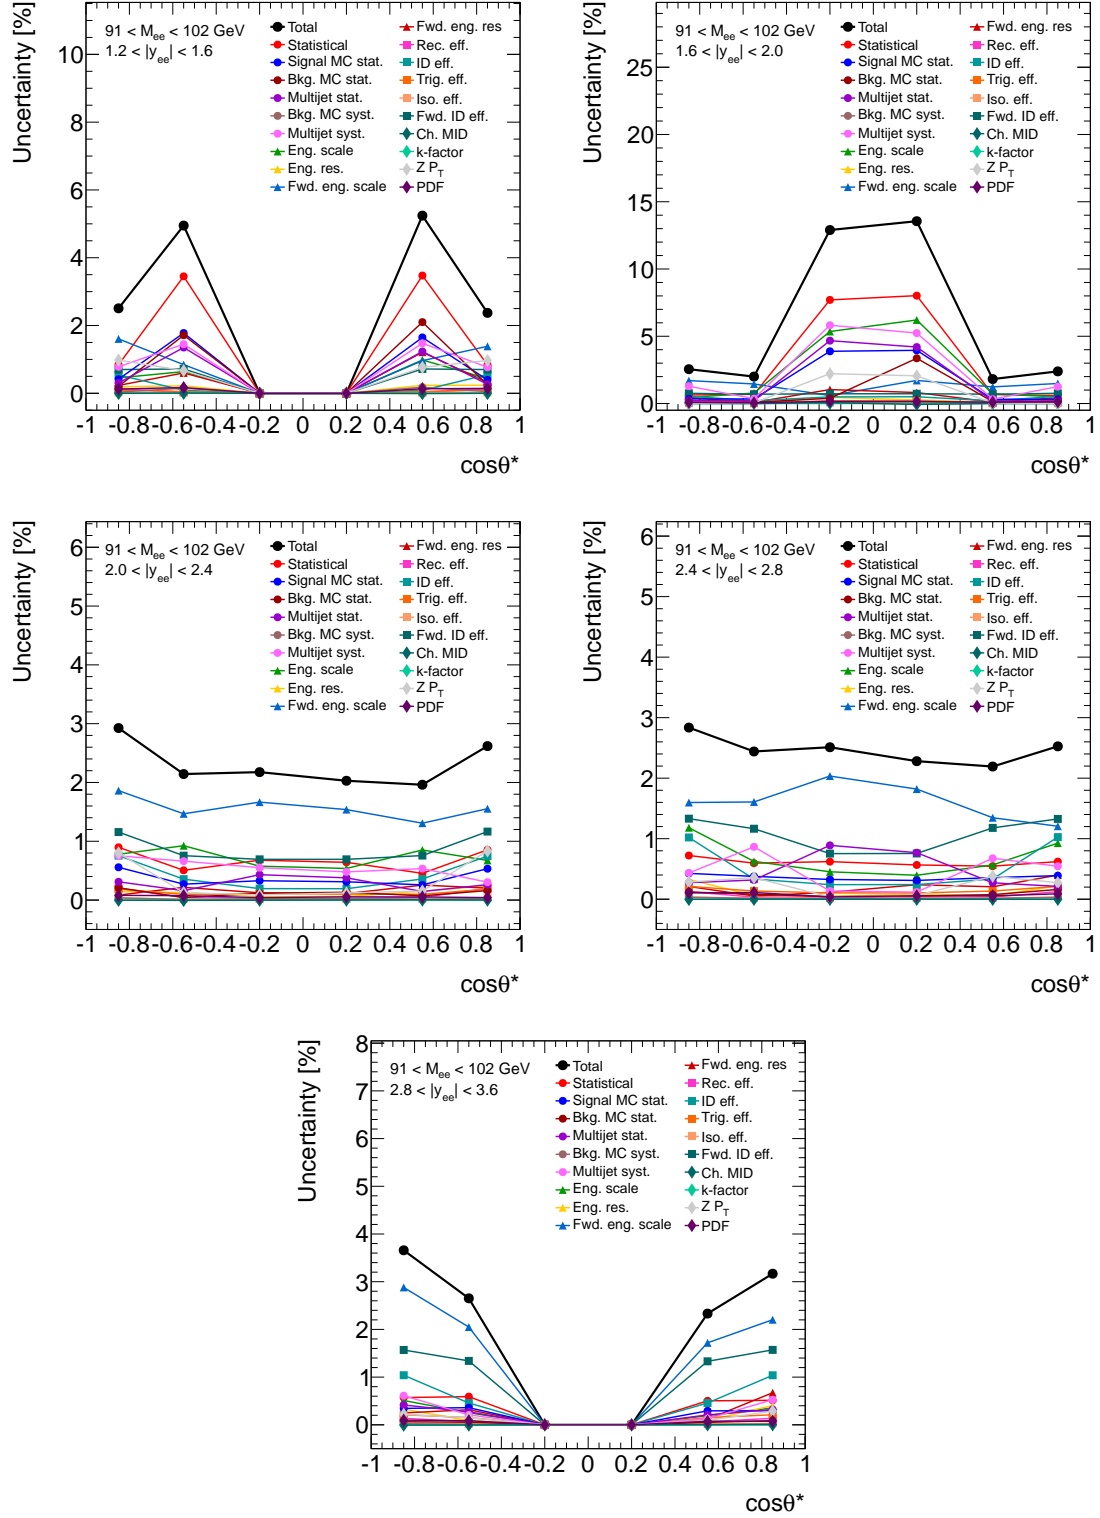 Uncertainty [%]
91 < M_ee < 102 GeV
1.2 < |y_ee| < 1.6
Total
Statistical
Signal MC stat.
Bkg. MC stat.
Multijet stat.
Bkg. MC syst.
Multijet syst.
Eng. scale
Eng. res.
Fwd. eng. scale
Fwd. eng. res
Rec. eff.
ID eff.
Trig. eff.
Iso. eff.
Fwd. ID eff.
Ch. MID
k-factor
Z P_T
PDF
10
8
6
4
2
0
-1 -0.8 -0.6 -0.4 -0.2 0 0.2 0.4 0.6 0.8 1
cosθ*
Uncertainty [%]
91 < M_ee < 102 GeV
1.6 < |y_ee| < 2.0
Total
Statistical
Signal MC stat.
Bkg. MC stat.
Multijet stat.
Bkg. MC syst.
Multijet syst.
Eng. scale
Eng. res.
Fwd. eng. scale
Fwd. eng. res
Rec. eff.
ID eff.
Trig. eff.
Iso. eff.
Fwd. ID eff.
Ch. MID
k-factor
Z P_T
PDF
25
20
15
10
5
0
-1 -0.8 -0.6 -0.4 -0.2 0 0.2 0.4 0.6 0.8 1
cosθ*
Uncertainty [%]
91 < M_ee < 102 GeV
2.0 < |y_ee| < 2.4
Total
Statistical
Signal MC stat.
Bkg. MC stat.
Multijet stat.
Bkg. MC syst.
Multijet syst.
Eng. scale
Eng. res.
Fwd. eng. scale
Fwd. eng. res
Rec. eff.
ID eff.
Trig. eff.
Iso. eff.
Fwd. ID eff.
Ch. MID
k-factor
Z P_T
PDF
6
5
4
3
2
1
0
-1 -0.8 -0.6 -0.4 -0.2 0 0.2 0.4 0.6 0.8 1
cosθ*
Uncertainty [%]
91 < M_ee < 102 GeV
2.4 < |y_ee| < 2.8
Total
Statistical
Signal MC stat.
Bkg. MC stat.
Multijet stat.
Bkg. MC syst.
Multijet syst.
Eng. scale
Eng. res.
Fwd. eng. scale
Fwd. eng. res
Rec. eff.
ID eff.
Trig. eff.
Iso. eff.
Fwd. ID eff.
Ch. MID
k-factor
Z P_T
PDF
6
5
4
3
2
1
0
-1 -0.8 -0.6 -0.4 -0.2 0 0.2 0.4 0.6 0.8 1
cosθ*
Uncertainty [%]
91 < M_ee < 102 GeV
2.8 < |y_ee| < 3.6
Total
Statistical
Signal MC stat.
Bkg. MC stat.
Multijet stat.
Bkg. MC syst.
Multijet syst.
Eng. scale
Eng. res.
Fwd. eng. scale
Fwd. eng. res
Rec. eff.
ID eff.
Trig. eff.
Iso. eff.
Fwd. ID eff.
Ch. MID
k-factor
Z P_T
PDF
8
7
6
5
4
3
2
1
0
-1 -0.8 -0.6 -0.4 -0.2 0 0.2 0.4 0.6 0.8 1
cosθ*